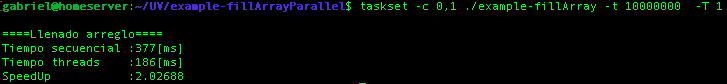 gabriel@homeserver:~/UV/example-fillArrayParallel$ taskset -c 0,1 ./example-fillArray -t 10000000  -T 1
====Llenado arreglo====
Tiempo secuencial :377[ms]
Tiempo threads    :186[ms]
SpeedUp           :2.02688